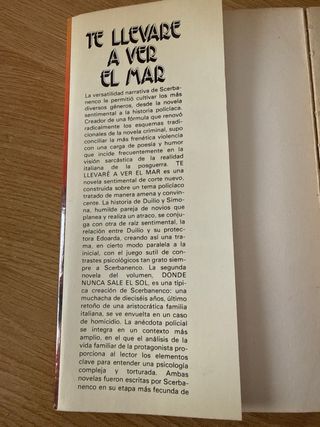 TE LLEVARE
A VER
EL MAR
La versatilidad narrativa de Scerba-
nenco le permitió cultivar los más
diversos géneros, desde la novela
sentimental a la historia policíaca.
Creador de una fórmula que renovó
radicalmente los esquemas tradi-
cionales de la novela criminal, supo
conciliar la más frenética violencia
con una carga de poesía y humor
que incide frecuentemente en la
visión sarcástica de la realidad
italiana de la posguerra. TE
LLEVARÉ A VER EL MAR es una
novela sentimental de corte nuevo,
construida sobre un tema policíaco
tratado de manera amena y convin-
cente. La historia de Duilio y Simo-
na, humilde pareja de novios que
planea y realiza un atraco, se conju-
ga con otra de raíz sentimental, la
relación entre Duilio y su protec-
tora Edoarda, creando así una tra-
ma, en cierto modo paralela a la
inicial, con el juego sutil de con-
trastes psicológicos tan grato siem-
pre a Scerbanenco. La segunda
novela del volumen, DONDE
NUNCA SALE EL SOL, es una típi-
ca creación de Scerbanenco: una
muchacha de dieciséis años, último
retoño de una aristocrática familia
italiana, se ve envuelta en un caso
de homicidio. La anécdota policial
se integra en un contexto más
amplio, en el que el análisis de la
vida familiar de la protagonista pro-
porciona al lector los elementos
clave para entender una psicología
compleja y torturada. Ambas
novelas fueron escritas por Scerba-
nenco en su etapa más fecunda de